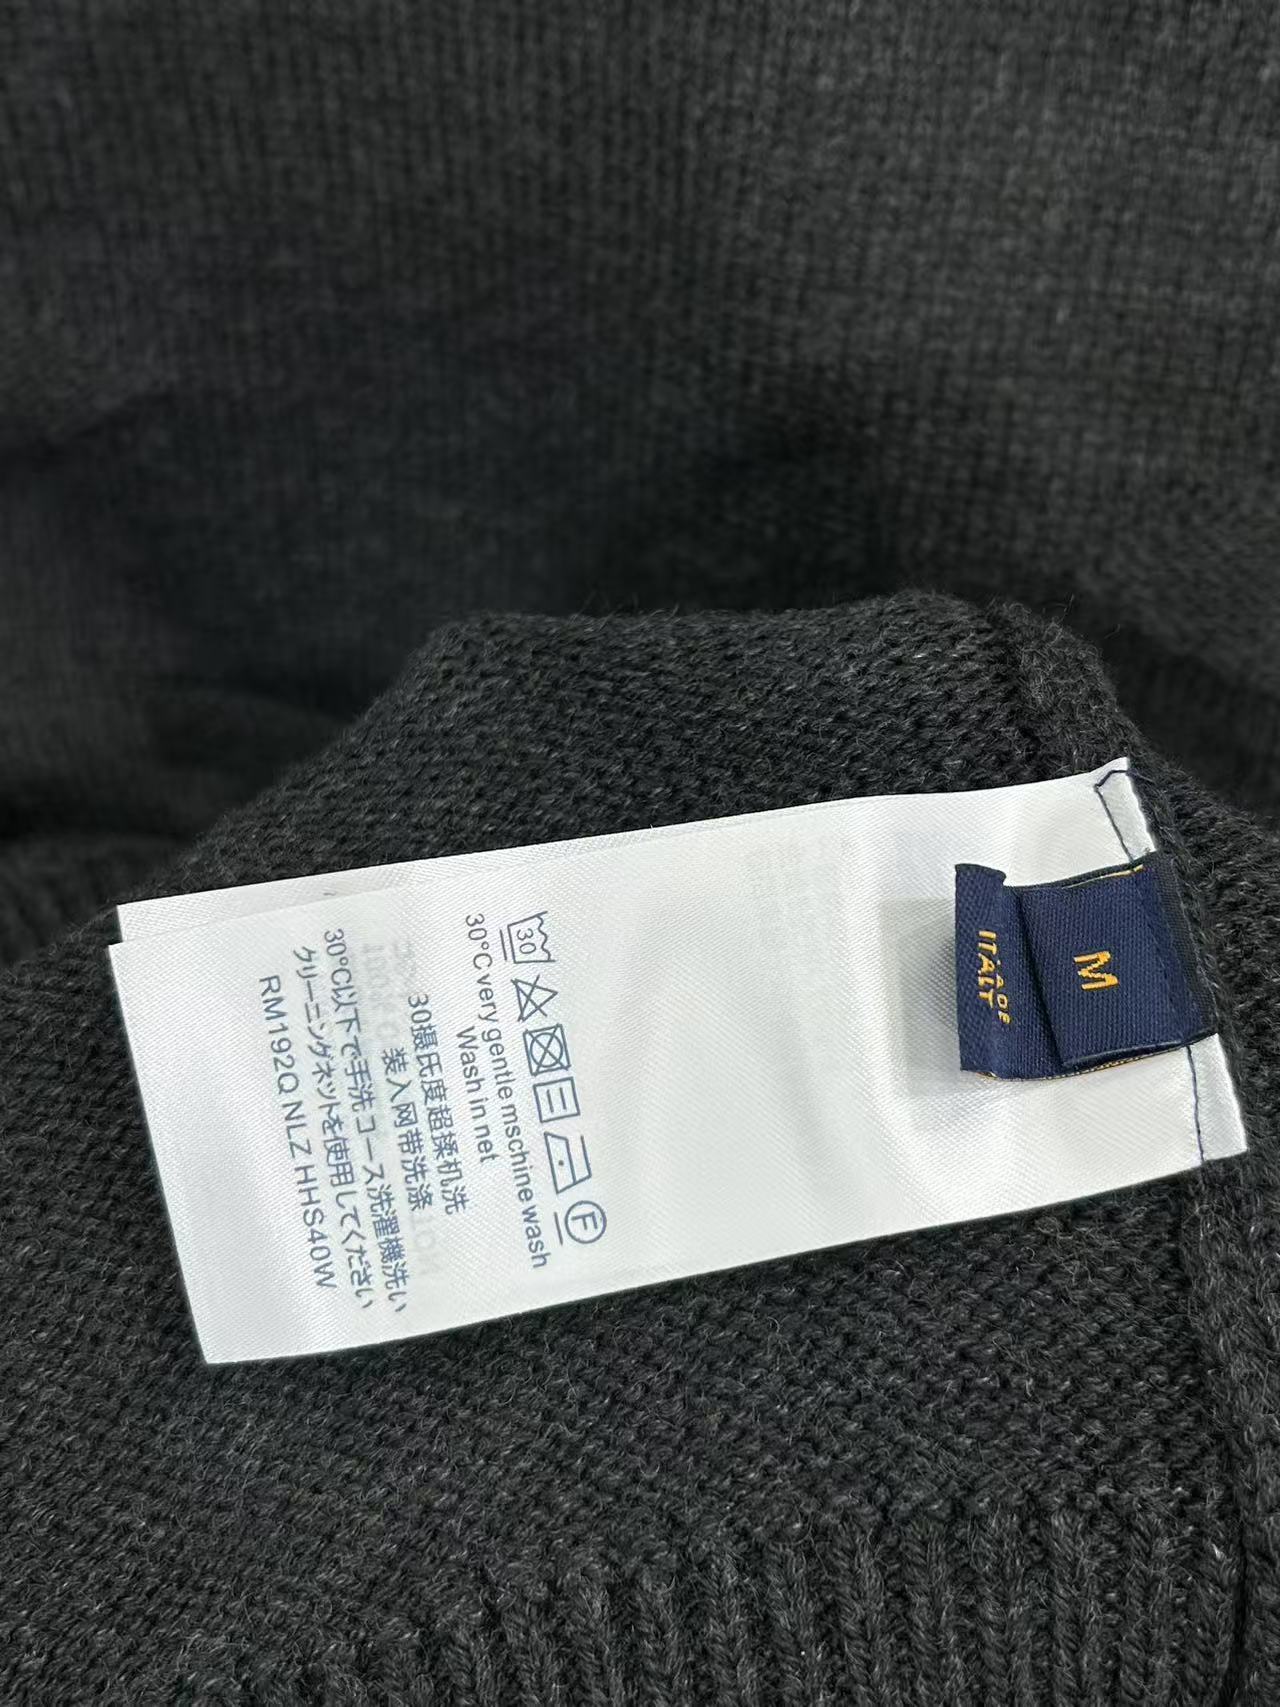 30
F
30°C very gentle mschine wash
Wash in net
30摄氏度超揉机洗
装入网带洗涤
30°C以下で手洗コース洗濯機洗い
クリーニングネットを使用してください
RM192Q NLZ HHS40W
M
ITALY